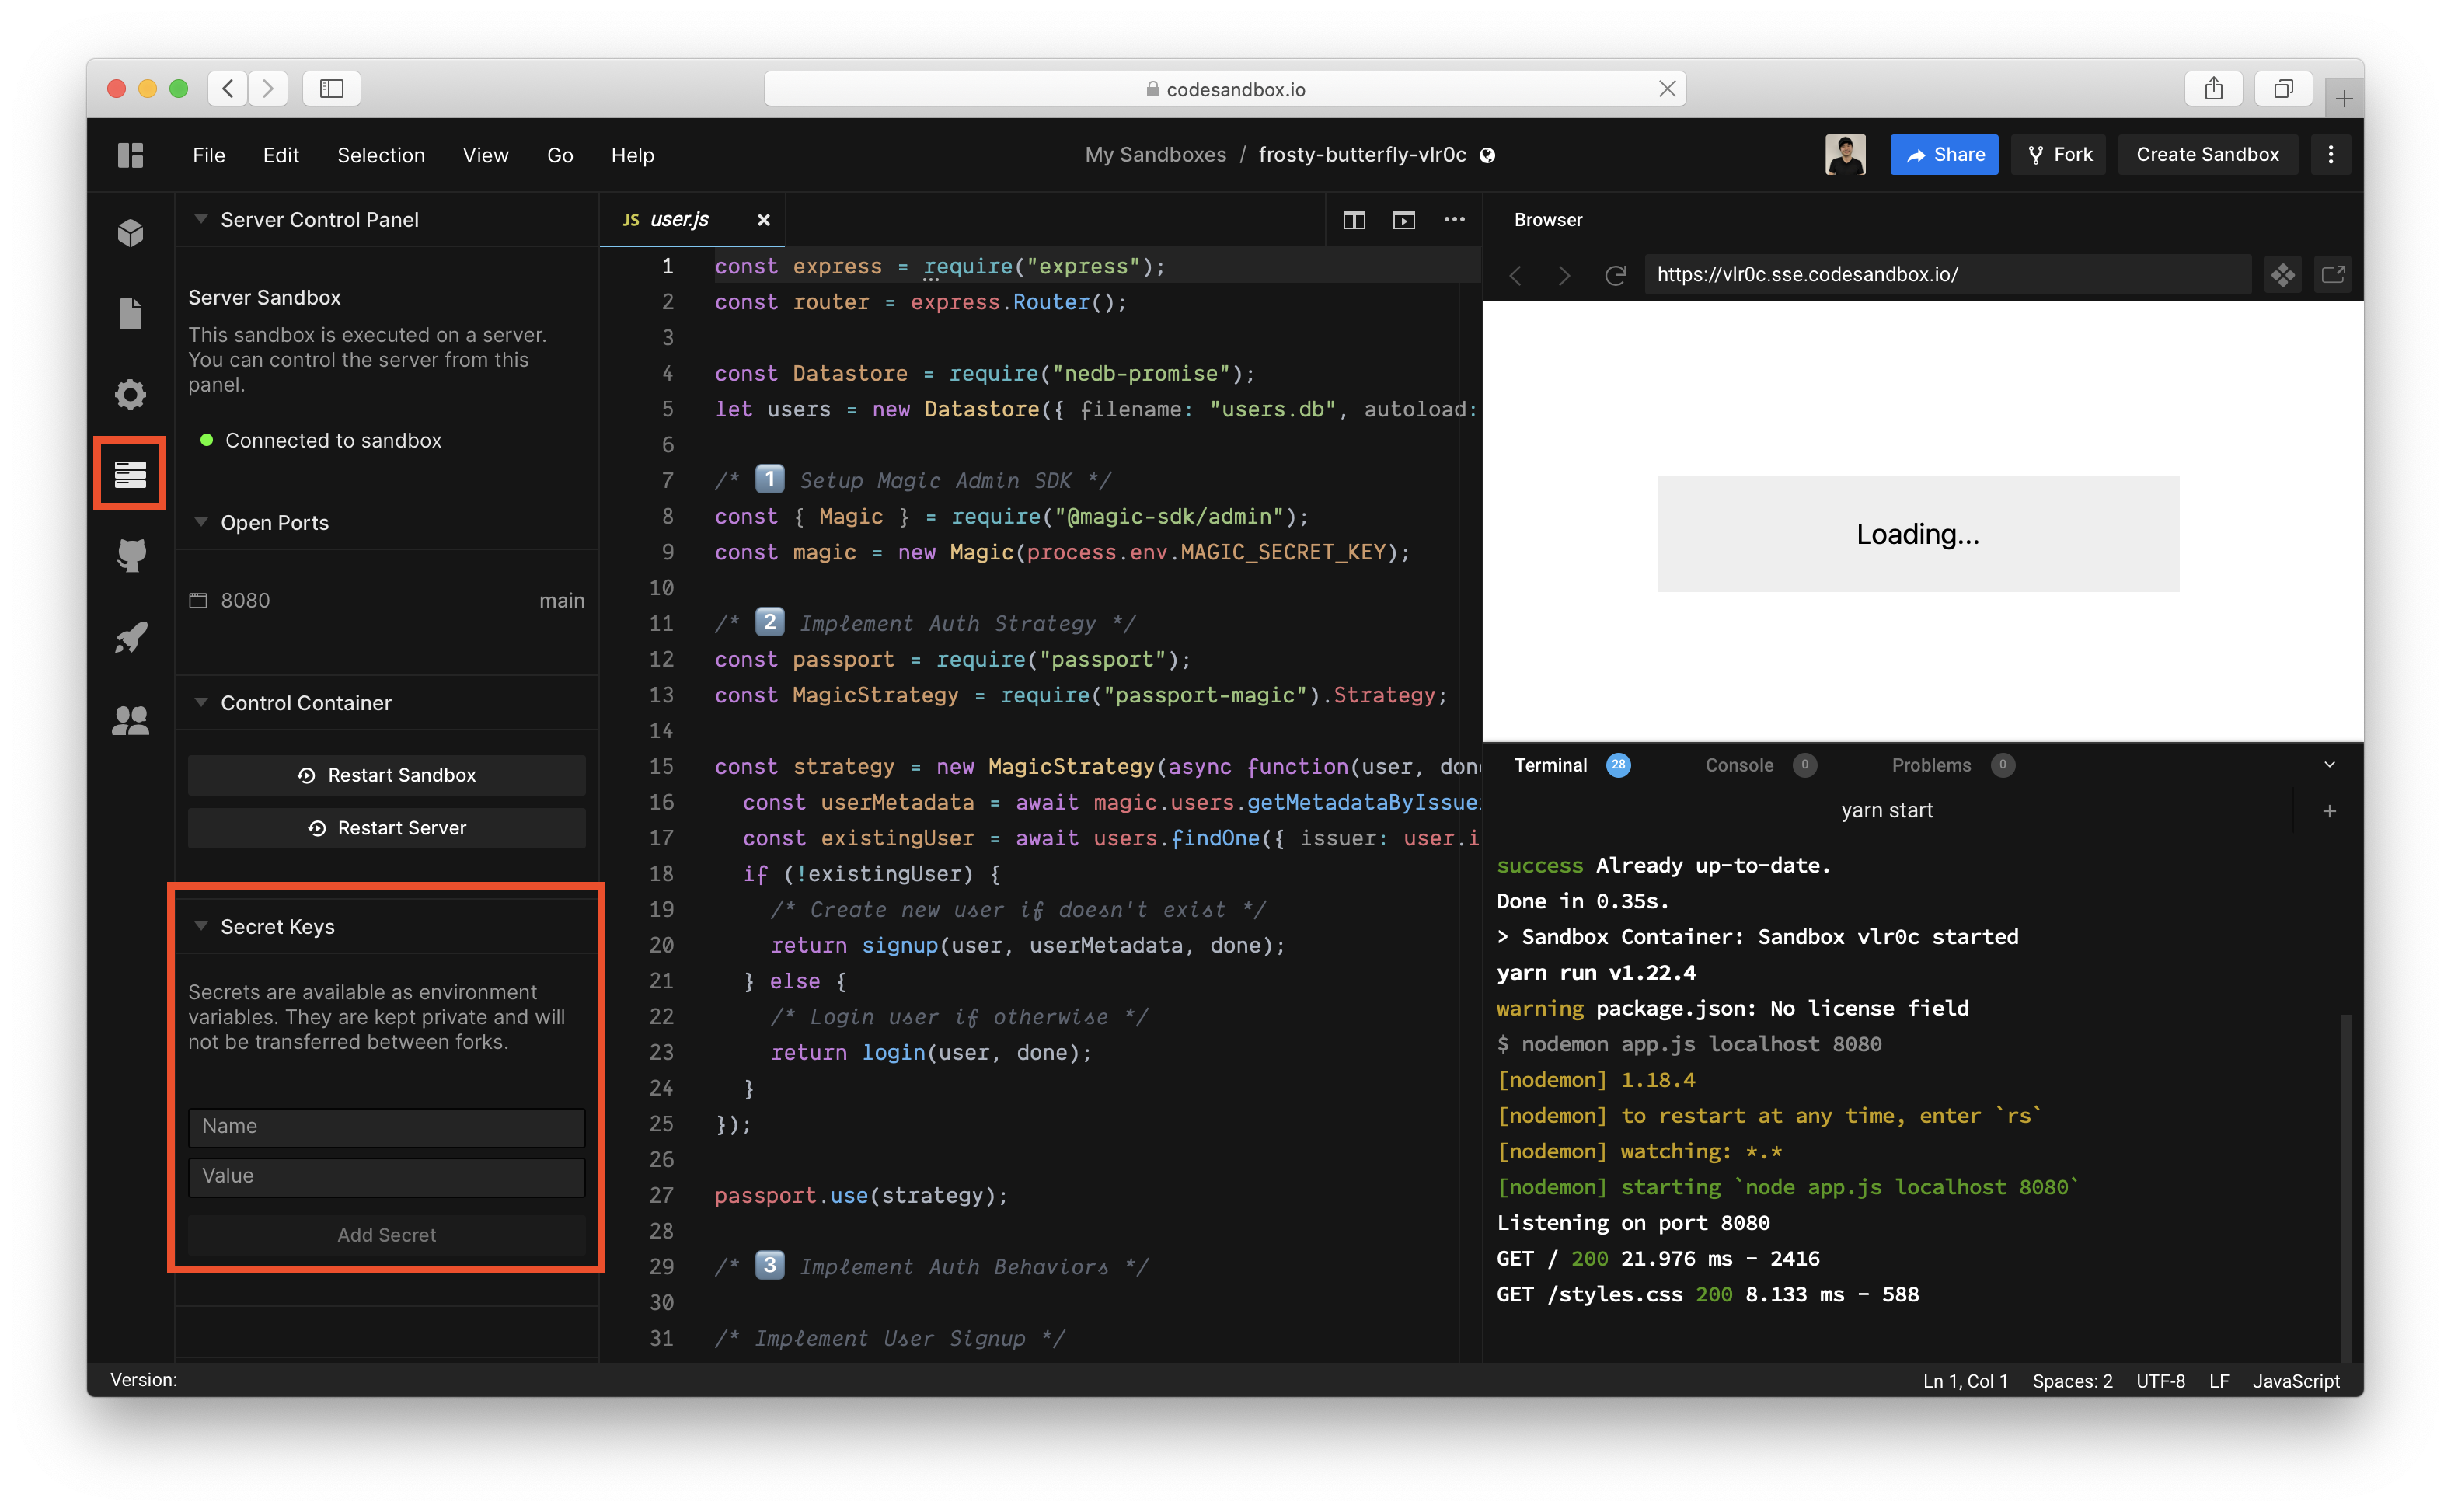 codesandbox.io
File Edit Selection View Go Help
My Sandboxes / frosty-butterfly-vlr0c
Share
Fork
Create Sandbox
Server Control Panel
Server Sandbox
This sandbox is executed on a server.
You can control the server from this
panel.
Connected to sandbox
Open Ports
8080 main
Control Container
Restart Sandbox
Restart Server
Secret Keys
Secrets are available as environment
variables. They are kept private and will
not be transferred between forks.
Name
Value
Add Secret
JS user.js
1 const express = require("express");
2 const router = express.Router();
3
4 const Datastore = require("nedb-promise");
5 let users = new Datastore({ filename: "users.db", autoload:
6
7 /* 1 Setup Magic Admin SDK */
8 const { Magic } = require("@magic-sdk/admin");
9 const magic = new Magic(process.env.MAGIC_SECRET_KEY);
10
11 /* 2 Implement Auth Strategy */
12 const passport = require("passport");
13 const MagicStrategy = require("passport-magic").Strategy;
14
15 const strategy = new MagicStrategy(async function(user, done
16 const userMetadata = await magic.users.getMetadataByIssue
17 const existingUser = await users.findOne({ issuer: user.i
18 if (!existingUser) {
19 /* Create new user if doesn't exist */
20 return signup(user, userMetadata, done);
21 } else {
22 /* Login user if otherwise */
23 return login(user, done);
24 }
25 });
26
27 passport.use(strategy);
28
29 /* 3 Implement Auth Behaviors */
30
31 /* Implement User Signup */
Browser
https://vlr0c.sse.codesandbox.io/
Loading...
Terminal 28 Console 0 Problems 0
yarn start
success Already up-to-date.
Done in 0.35s.
> Sandbox Container: Sandbox vlr0c started
yarn run v1.22.4
warning package.json: No license field
$ nodemon app.js localhost 8080
[nodemon] 1.18.4
[nodemon] to restart at any time, enter `rs`
[nodemon] watching: *.*
[nodemon] starting `node app.js localhost 8080`
Listening on port 8080
GET / 200 21.976 ms - 2416
GET /styles.css 200 8.133 ms - 588
Version:
Ln 1, Col 1 Spaces: 2 UTF-8 LF JavaScript